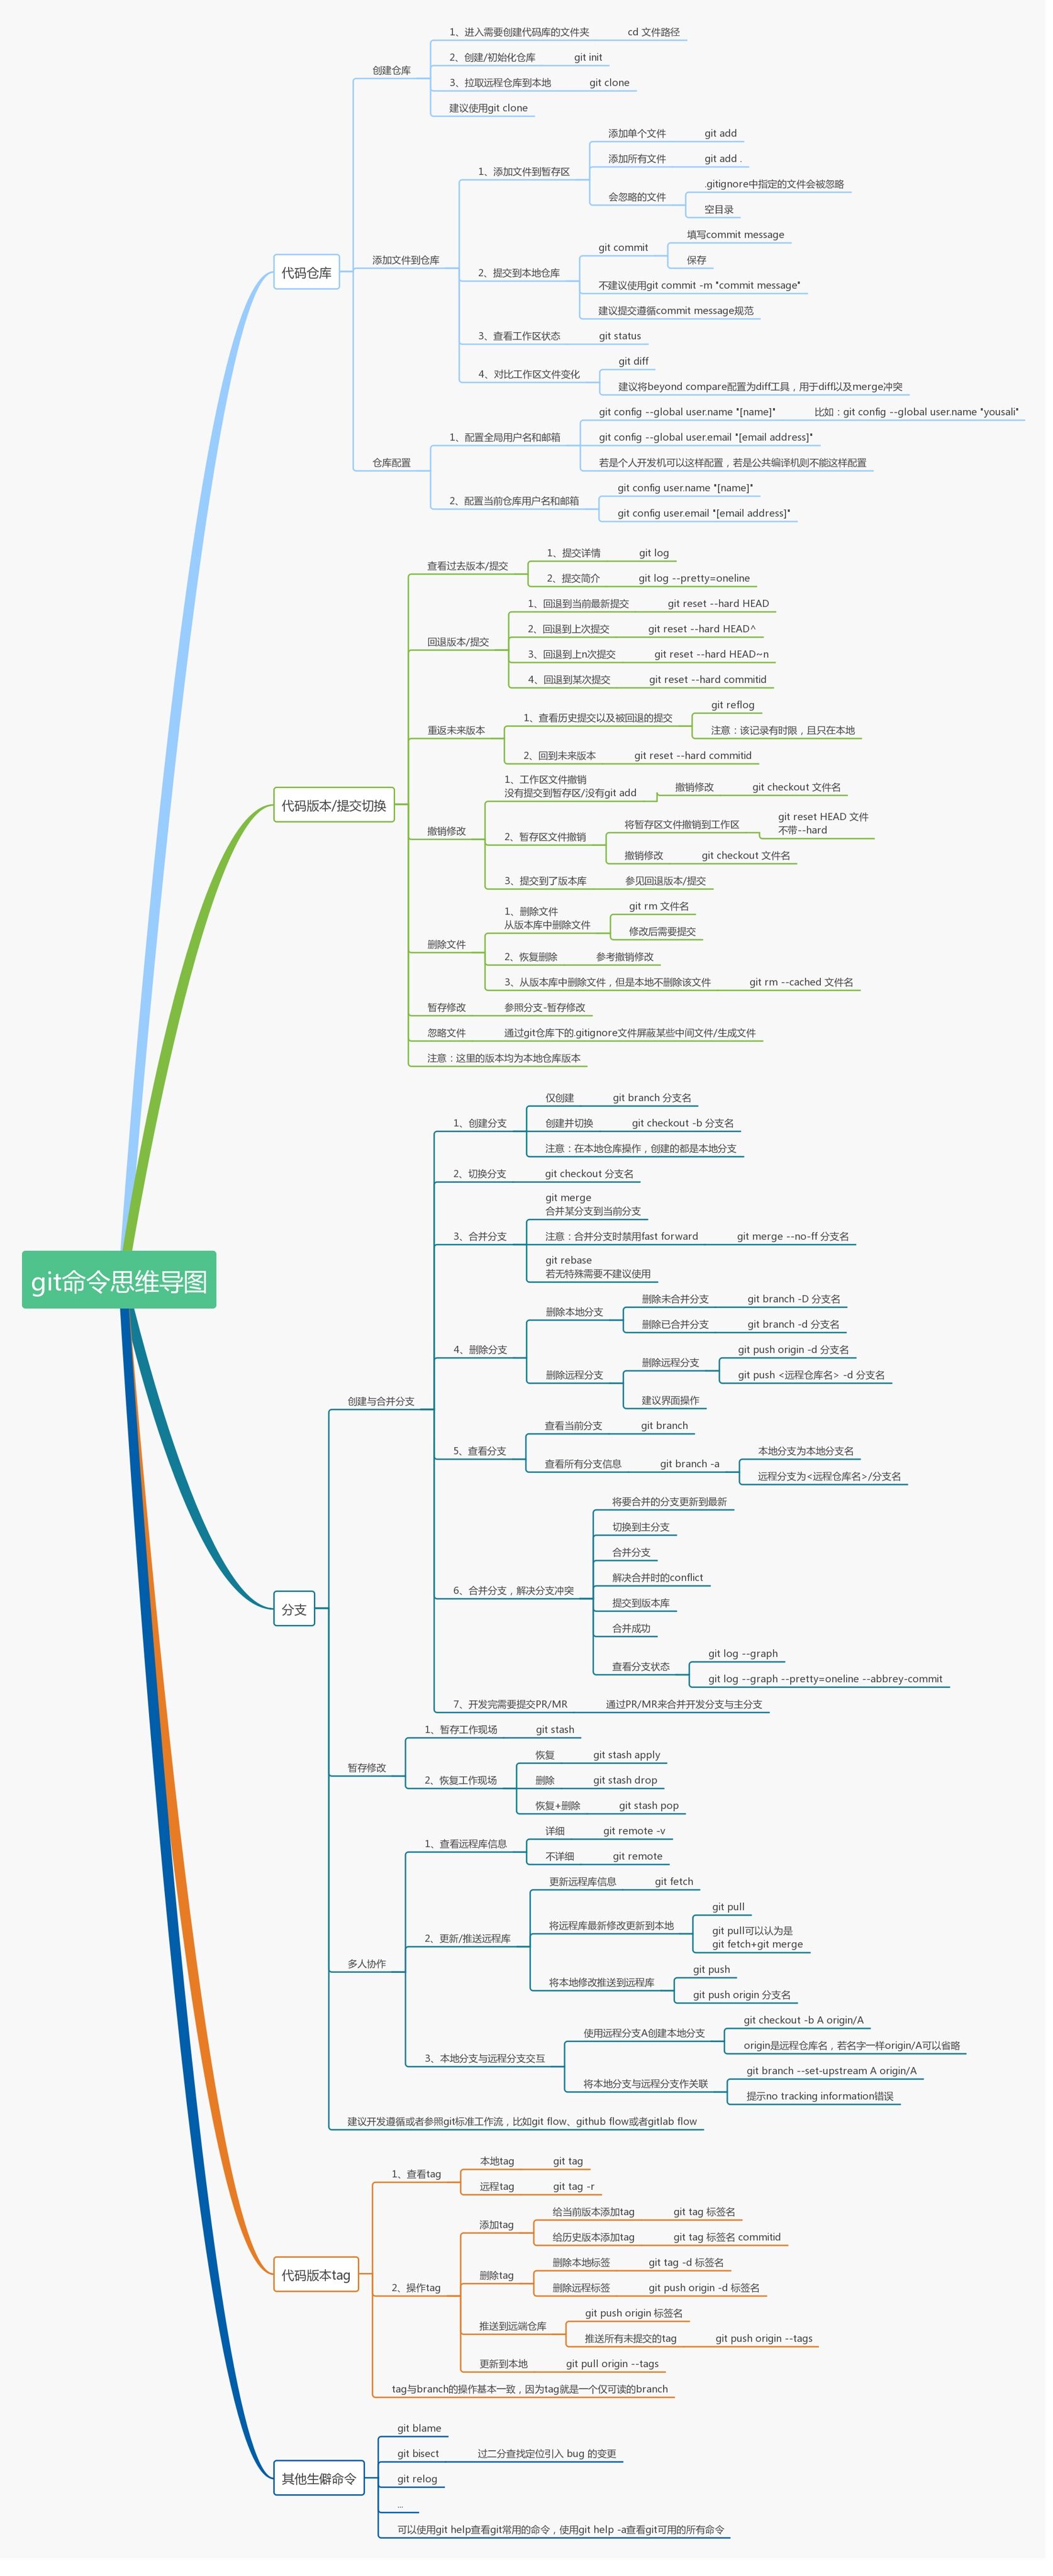 git命令思维导图
代码仓库
创建仓库
1、进入需要创建代码库的文件夹
cd 文件路径
2、创建/初始化仓库
git init
3、拉取远程仓库到本地
git clone
建议使用git clone
添加文件到仓库
1、添加文件到暂存区
添加单个文件
git add
添加所有文件
git add .
会忽略的文件
.gitignore中指定的文件会被忽略
空目录
2、提交到本地仓库
git commit
填写commit message
保存
不建议使用git commit -m "commit message"
建议提交遵循commit message规范
3、查看工作区状态
git status
4、对比工作区文件变化
git diff
建议将beyond compare配置为diff工具，用于diff以及merge冲突
仓库配置
1、配置全局用户名和邮箱
git config --global user.name "[name]"
比如：git config --global user.name "yousali"
git config --global user.email "[email address]"
若是个人开发机可以这样配置，若是公共编译机则不能这样配置
2、配置当前仓库用户名和邮箱
git config user.name "[name]"
git config user.email "[email address]"
代码版本/提交切换
查看过去版本/提交
1、提交详情
git log
2、提交简介
git log --pretty=oneline
回退版本/提交
1、回退到当前最新提交
git reset --hard HEAD
2、回退到上次提交
git reset --hard HEAD^
3、回退到上n次提交
git reset --hard HEAD~n
4、回退到某次提交
git reset --hard commitid
重返未来版本
1、查看历史提交以及被回退的提交
git reflog
注意：该记录有时限，且只在本地
2、回到未来版本
git reset --hard commitid
撤销修改
1、工作区文件撤销
没有提交到暂存区/没有git add
撤销修改
git checkout 文件名
2、暂存区文件撤销
将暂存区文件撤销到工作区
git reset HEAD 文件
不带--hard
撤销修改
git checkout 文件名
3、提交到了版本库
参见回退版本/提交
删除文件
1、删除文件
从版本库中删除文件
git rm 文件名
修改后需要提交
2、恢复删除
参考撤销修改
3、从版本库中删除文件，但是本地不删除该文件
git rm --cached 文件名
暂存修改
参照分支-暂存修改
忽略文件
通过git仓库下的.gitignore文件屏蔽某些中间文件/生成文件
注意：这里的版本均为本地仓库版本
分支
创建与合并分支
1、创建分支
仅创建
git branch 分支名
创建并切换
git checkout -b 分支名
注意：在本地仓库操作，创建的都是本地分支
2、切换分支
git checkout 分支名
3、合并分支
git merge
合并某分支到当前分支
注意：合并分支时禁用fast forward
git merge --no-ff 分支名
git rebase
若无特殊需要不建议使用
4、删除分支
删除本地分支
删除未合并分支
git branch -D 分支名
删除已合并分支
git branch -d 分支名
删除远程分支
删除远程分支
git push origin -d 分支名
git push <远程仓库名> -d 分支名
建议界面操作
5、查看分支
查看当前分支
git branch
查看所有分支信息
git branch -a
本地分支为本地分支名
远程分支为<远程仓库名>/分支名
6、合并分支，解决分支冲突
将要合并的分支更新到最新
切换到主分支
合并分支
解决合并时的conflict
提交到版本库
合并成功
查看分支状态
git log --graph
git log --graph --pretty=oneline --abbrey-commit
7、开发完需要提交PR/MR
通过PR/MR来合并开发分支与主分支
暂存修改
1、暂存工作现场
git stash
2、恢复工作现场
恢复
git stash apply
删除
git stash drop
恢复+删除
git stash pop
多人协作
1、查看远程库信息
详细
git remote -v
不详细
git remote
2、更新/推送远程库
更新远程库信息
git fetch
将远程库最新修改更新到本地
git pull
git pull可以认为是
git fetch+git merge
将本地修改推送到远程库
git push
git push origin 分支名
3、本地分支与远程分支交互
使用远程分支A创建本地分支
git checkout -b A origin/A
origin是远程仓库名，若名字一样origin/A可以省略
将本地分支与远程分支作关联
git branch --set-upstream A origin/A
提示no tracking information错误
建议开发遵循或者参照git标准工作流，比如git flow、github flow或者gitlab flow
代码版本tag
1、查看tag
本地tag
git tag
远程tag
git tag -r
2、操作tag
添加tag
给当前版本添加tag
git tag 标签名
给历史版本添加tag
git tag 标签名 commitid
删除tag
删除本地标签
git tag -d 标签名
删除远程标签
git push origin -d 标签名
推送到远端仓库
git push origin 标签名
推送所有未提交的tag
git push origin --tags
更新到本地
git pull origin --tags
tag与branch的操作基本一致，因为tag就是一个仅可读的branch
其他生僻命令
git blame
git bisect
过二分查找定位引入 bug 的变更
git relog
...
可以使用git help查看git常用的命令，使用git help -a查看git可用的所有命令